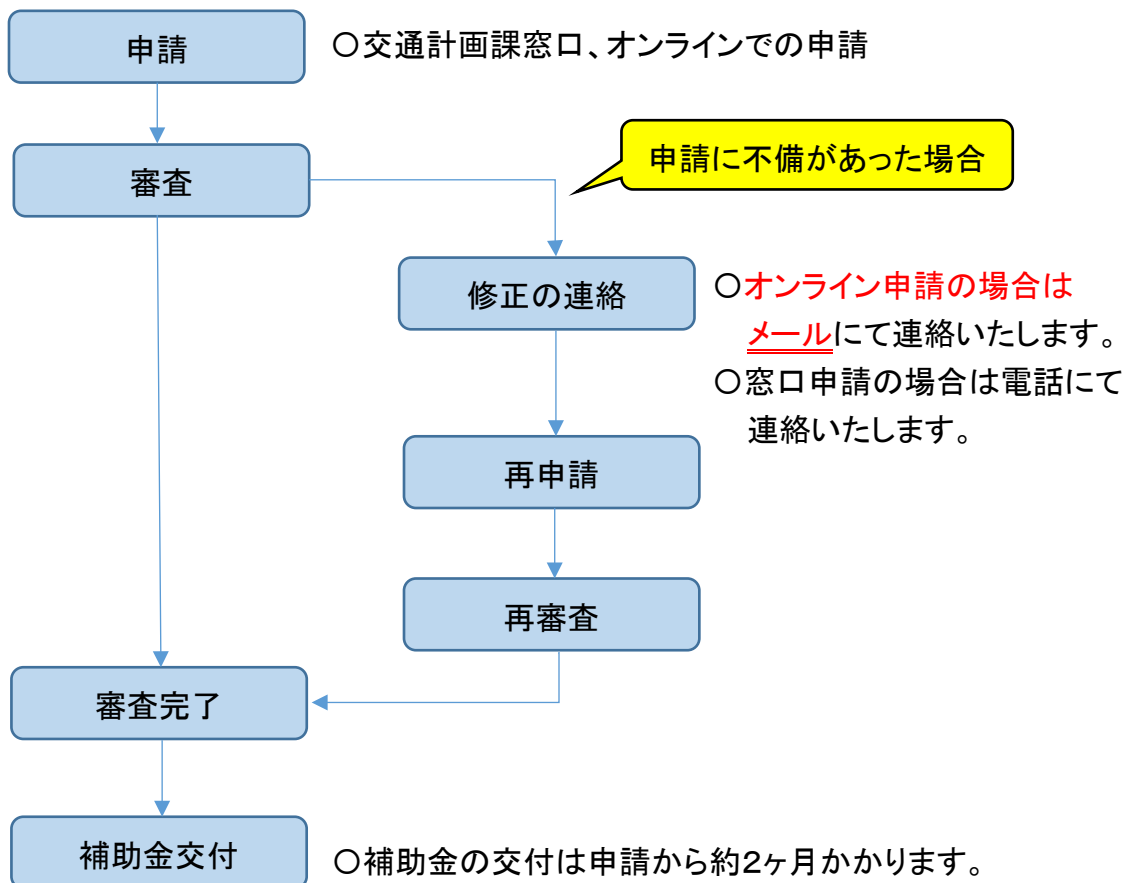 申請
〇交通計画課窓口、オンラインでの申請
審査
申請に不備があった場合
修正の連絡
〇オンライン申請の場合は
メールにて連絡いたします。
〇窓口申請の場合は電話にて
連絡いたします。
再申請
再審査
審査完了
補助金交付
〇補助金の交付は申請から約2ヶ月かかります。